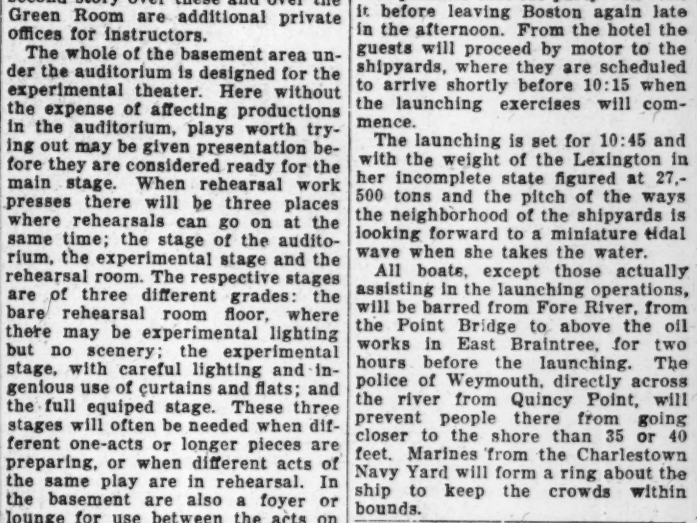 second story over these and over the
Green Room are additional private
offices for instructors.
The whole of the basement area un-
der the auditorium is designed for the
experimental theater. Here without
the expense of affecting productions
in the auditorium, plays worth try-
ing out may be given presentation be-
fore they are considered ready for the
main stage. When rehearsal work
presses there will be three places
where rehearsals can go on at the
same time; the stage of the audito-
rium, the experimental stage and the
rehearsal room. The respective stages
are of three different grades: the
bare rehearsal room floor, where
there may be experimental lighting
but no scenery; the experimental
stage, with careful lighting and in-
genious use of curtains and flats; and
the full equiped stage. These three
stages will often be needed when dif-
ferent one-acts or longer pieces are
preparing, or when different acts of
the same play are in rehearsal. In
the basement are also a foyer or
lounge for use between the acts on
it before leaving Boston again late
in the afternoon. From the hotel the
guests will proceed by motor to the
shipyards, where they are scheduled
to arrive shortly before 10:15 when
the launching exercises will com-
mence.
The launching is set for 10:45 and
with the weight of the Lexington in
her incomplete state figured at 27,-
500 tons and the pitch of the ways
the neighborhood of the shipyards is
looking forward to a miniature tidal
wave when she takes the water.
All boats, except those actually
assisting in the launching operations,
will be barred from Fore River, from
the Point Bridge to above the oil
works in East Braintree, for two
hours before the launching. The
police of Weymouth, directly across
the river from Quincy Point, will
prevent people there from going
closer to the shore than 35 or 40
feet. Marines from the Charlestown
Navy Yard will form a ring about the
ship to keep the crowds within
bounds.